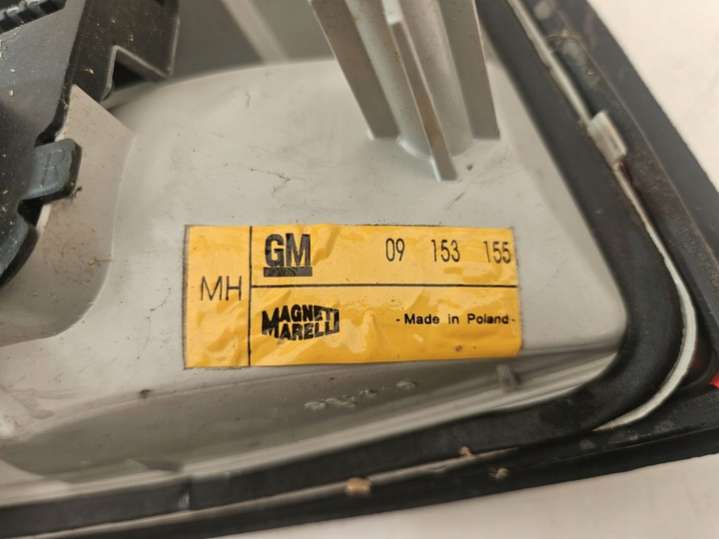 GM 09 153 155
MH
MAGNETI
MARELLI
- Made in Poland -